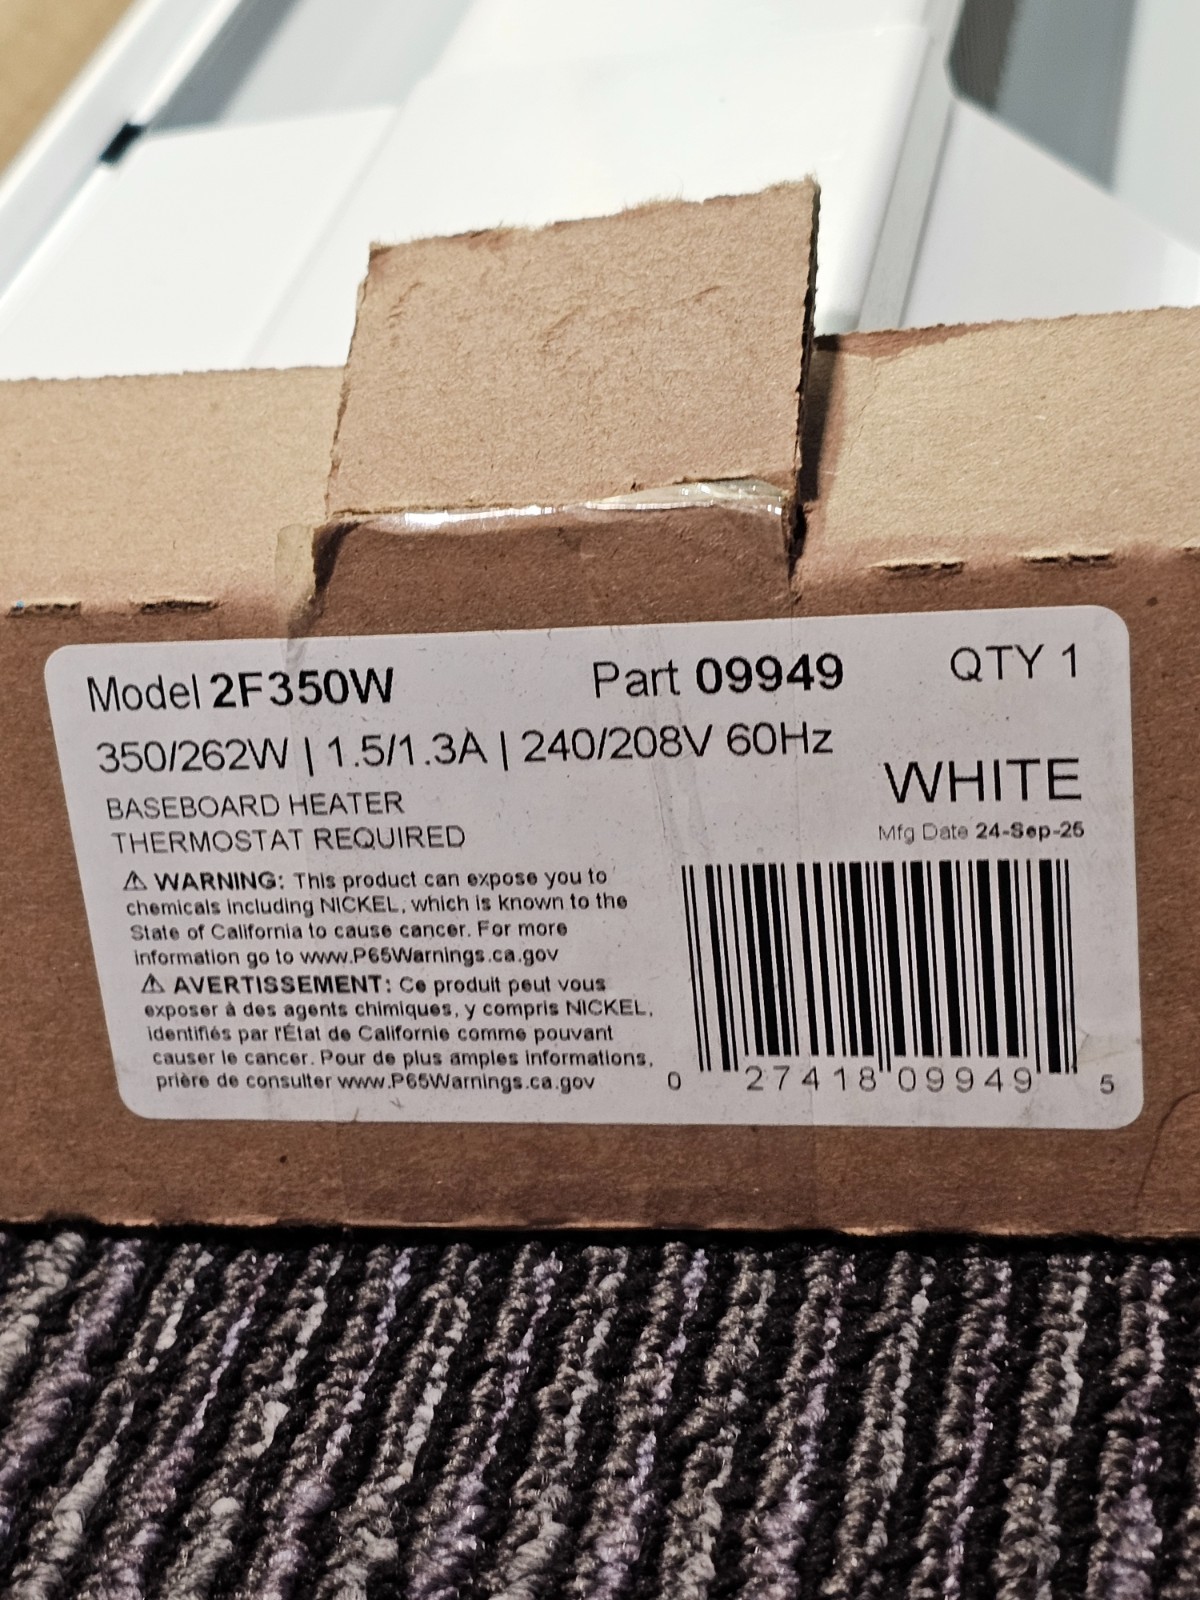 Model 2F350W Part 09949 QTY 1
350/262W | 1.5/1.3A | 240/208V 60Hz
WHITE
BASEBOARD HEATER
THERMOSTAT REQUIRED
Mfg Date 24-Sep-25
⚠ WARNING: This product can expose you to
chemicals including NICKEL, which is known to the
State of California to cause cancer. For more
information go to www.P65Warnings.ca.gov
⚠ AVERTISSEMENT: Ce produit peut vous
exposer à des agents chimiques, y compris NICKEL,
identifiés par l'État de Californie comme pouvant
causer le cancer. Pour de plus amples informations,
prière de consulter www.P65Warnings.ca.gov
0 27418 09949 5